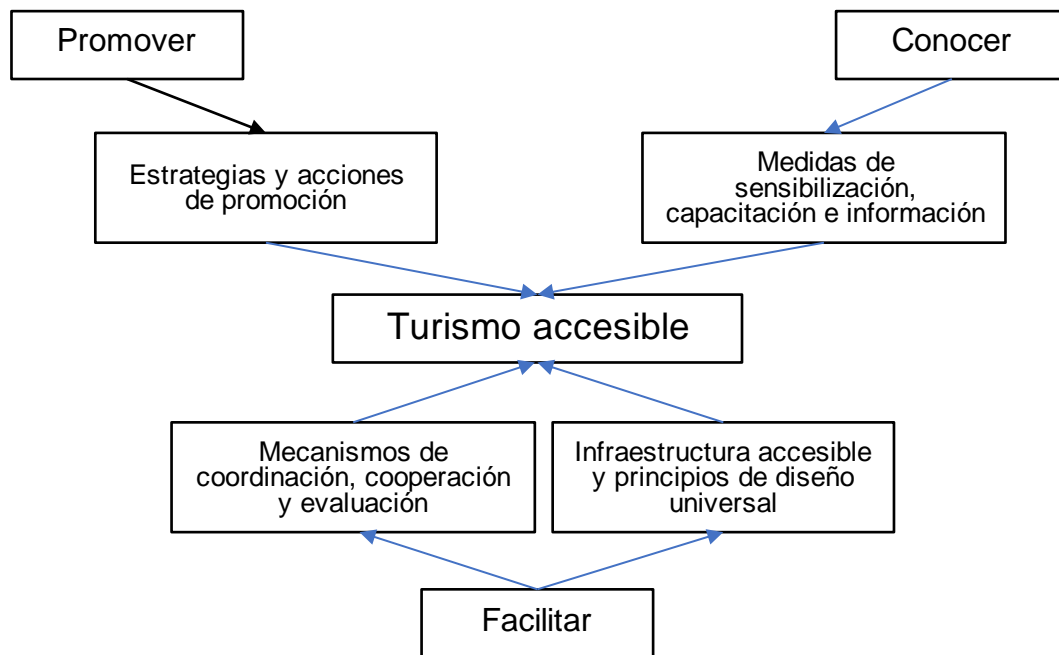 Promover
Conocer
Estrategias y acciones
de promoción
Medidas de
sensibilización,
capacitación e información
Turismo accesible
Mecanismos de
coordinación, cooperación
y evaluación
Infraestructura accesible
y principios de diseño
universal
Facilitar